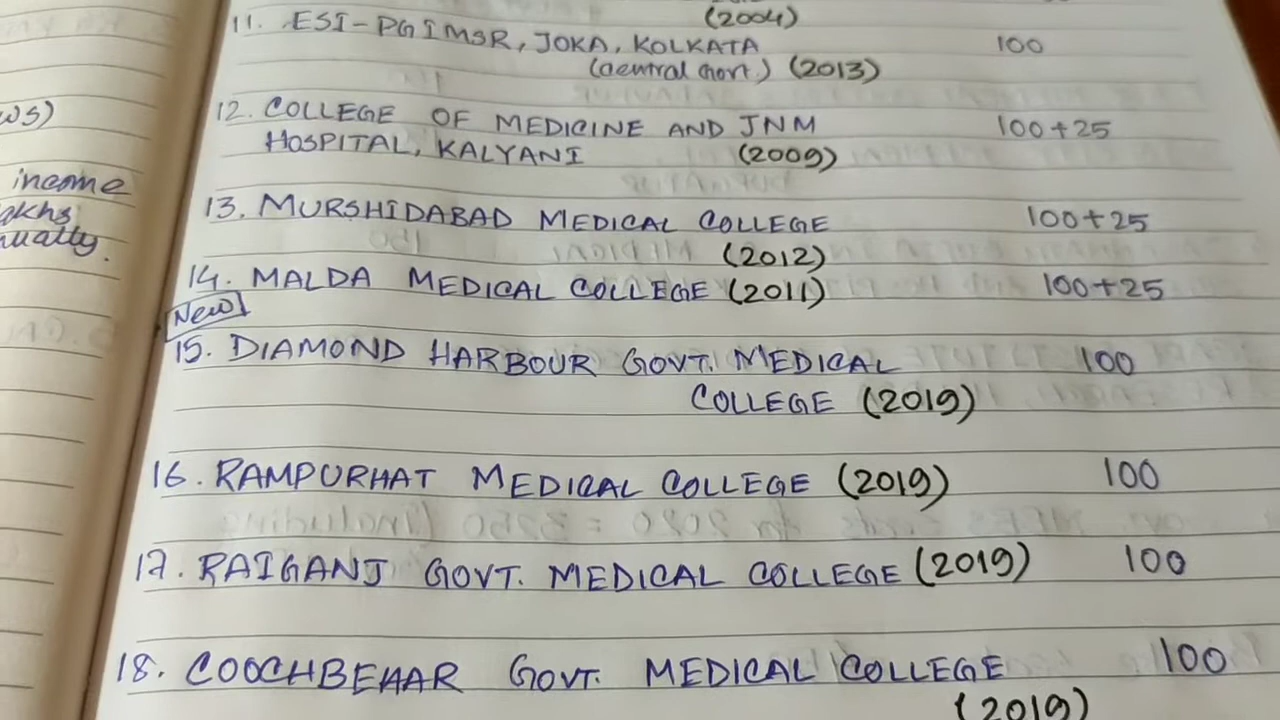 (2004)
11. ESI-PGIMSR, JOKA, KOLKATA 100
(central Govt.) (2013)
12. COLLEGE OF MEDICINE AND JNM 100+25
HOSPITAL, KALYANI (2009)
13. MURSHIDABAD MEDICAL COLLEGE 100+25
(2012)
14. MALDA MEDICAL COLLEGE (2011) 100+25
New
15. DIAMOND HARBOUR GOVT. MEDICAL 100
COLLEGE (2019)
16. RAMPURHAT MEDICAL COLLEGE (2019) 100
17. RAIGANJ GOVT. MEDICAL COLLEGE (2019) 100
18. COOCHBEHAR GOVT. MEDICAL COLLEGE 100
(2019)
income